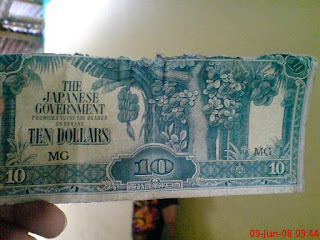 THE
JAPANESE
GOVERNMENT
PROMISES TO PAY THE BEARER
ON DEMAND
TEN DOLLARS
MG
MG
10
10
10
09-jun-08 09:44